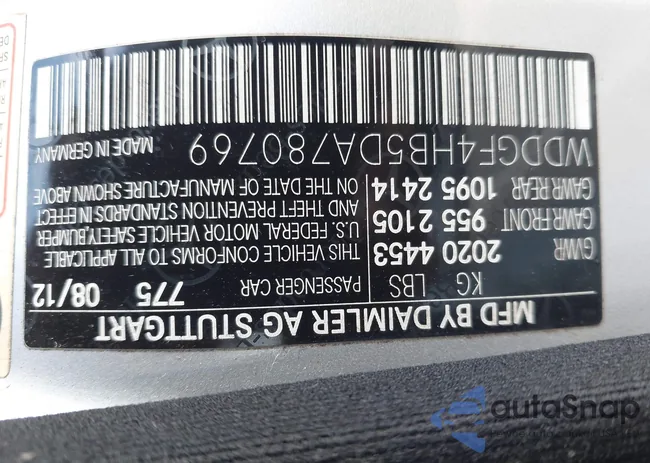 MFD BY DAIMLER AG STUTTGART
KG LBS PASSENGER CAR 775 08/12
GVWR 2020 4453
GAWR FRONT 955 2105
GAWR REAR 1095 2414
THIS VEHICLE CONFORMS TO ALL APPLICABLE
U.S. FEDERAL MOTOR VEHICLE SAFETY,BUMPER
AND THEFT PREVENTION STANDARDS IN EFFECT
ON THE DATE OF MANUFACTURE SHOWN ABOVE
WDDGF4HB5DA780769 MADE IN GERMANY
autoSnap